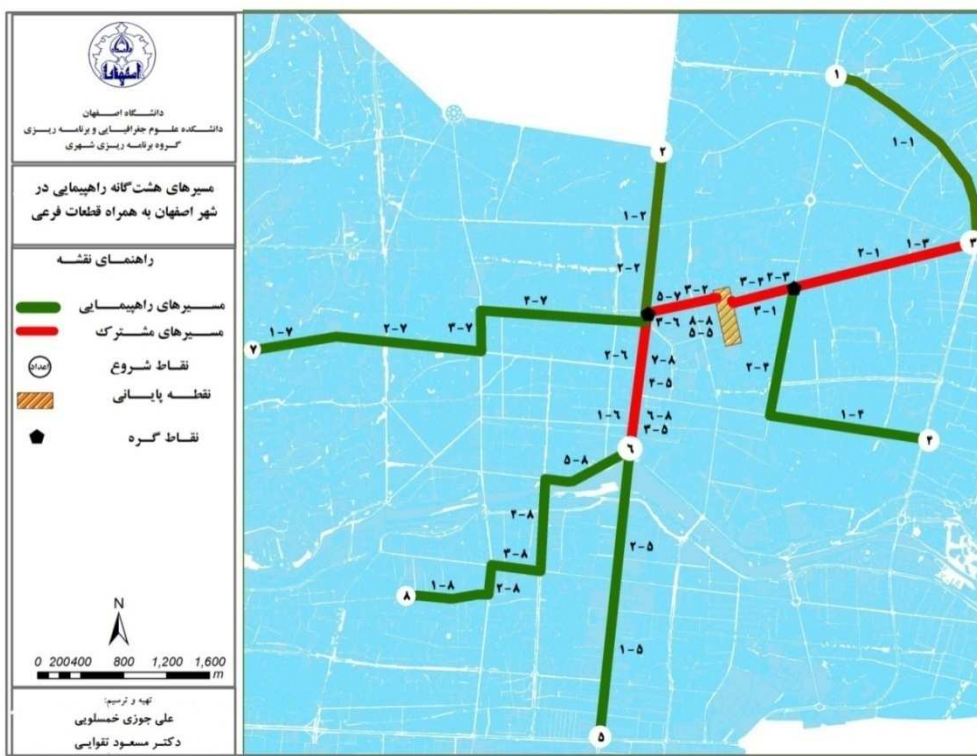 دانشگاه اصفهان
دانشکده علوم جغرافیایی و برنامه ریزی
گروه برنامه ریزی شهری
مسیرهای هشت‌گانه راهپیمایی در
شهر اصفهان به همراه قطعات فرعی
راهنمای نقشه
مسیرهای راهپیمایی
مسیرهای مشترک
نقاط شروع
اعداد
نقطه پایانی
نقاط گره
N
0 200400 800 1,200 1,600
m
تهیه و ترسیم:
علی جوزی خمسلویی
دکتر مسعود تقوایی
۱
۱-۱
۲
۱-۲
۲-۲
۳
۱-۳
۲-۱
۲-۳
۳-۴
۳-۱
۳-۲
۵-۷
۳-۶
۸-۸
۵-۵
۴-۷
۳-۷
۲-۷
۱-۷
۷
۲-۶
۷-۸
۴-۵
۲-۴
۱-۴
۴
۱-۶
۶-۸
۳-۵
۶
۵-۸
۴-۸
۳-۸
۲-۸
۱-۸
۸
۲-۵
۱-۵
۵